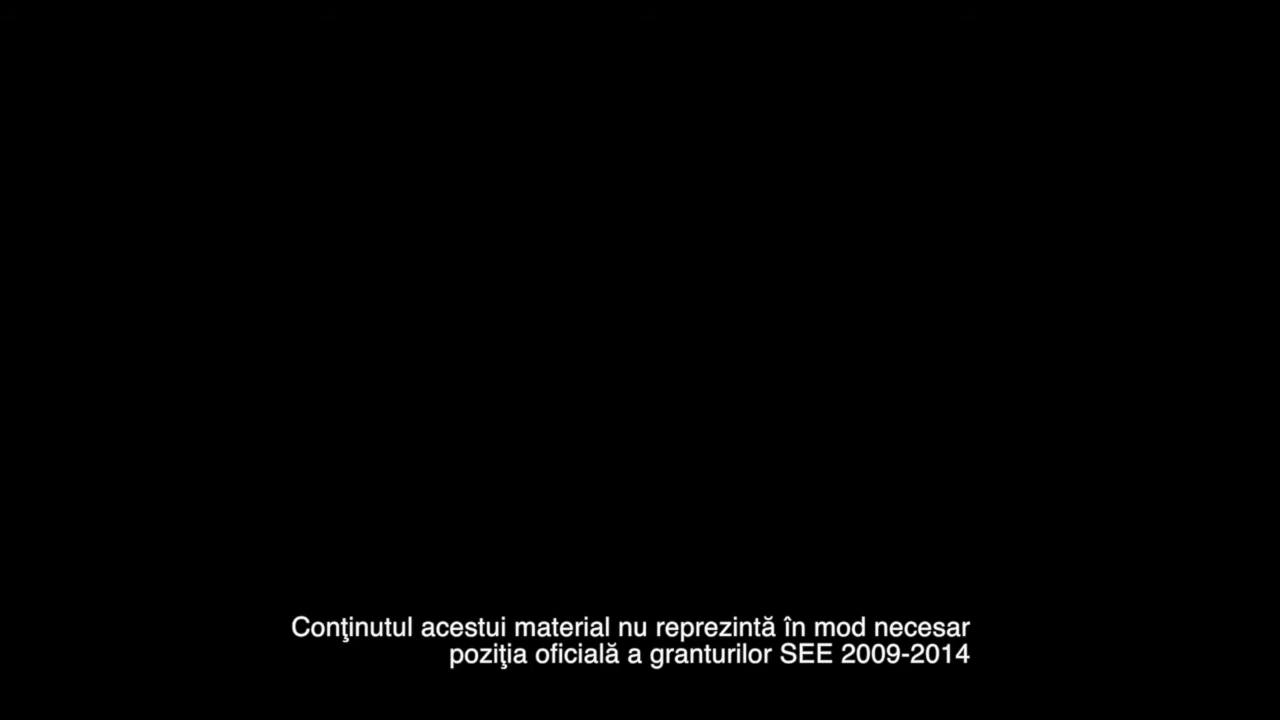 Conţinutul acestui material nu reprezintă în mod necesar
poziţia oficială a granturilor SEE 2009-2014